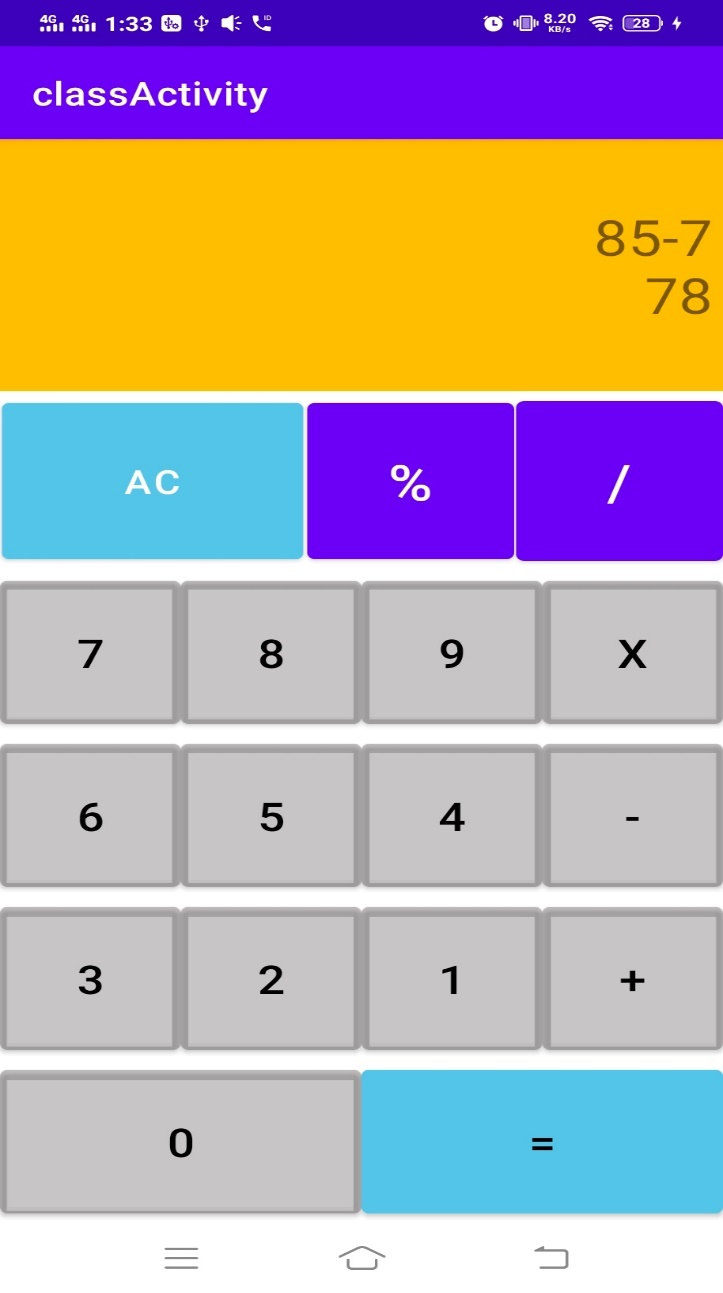 4G 4G 1:33 ID 8.20 KB/s 28
classActivity
85-7
78
AC % /
7 8 9 X
6 5 4 -
3 2 1 +
0 =